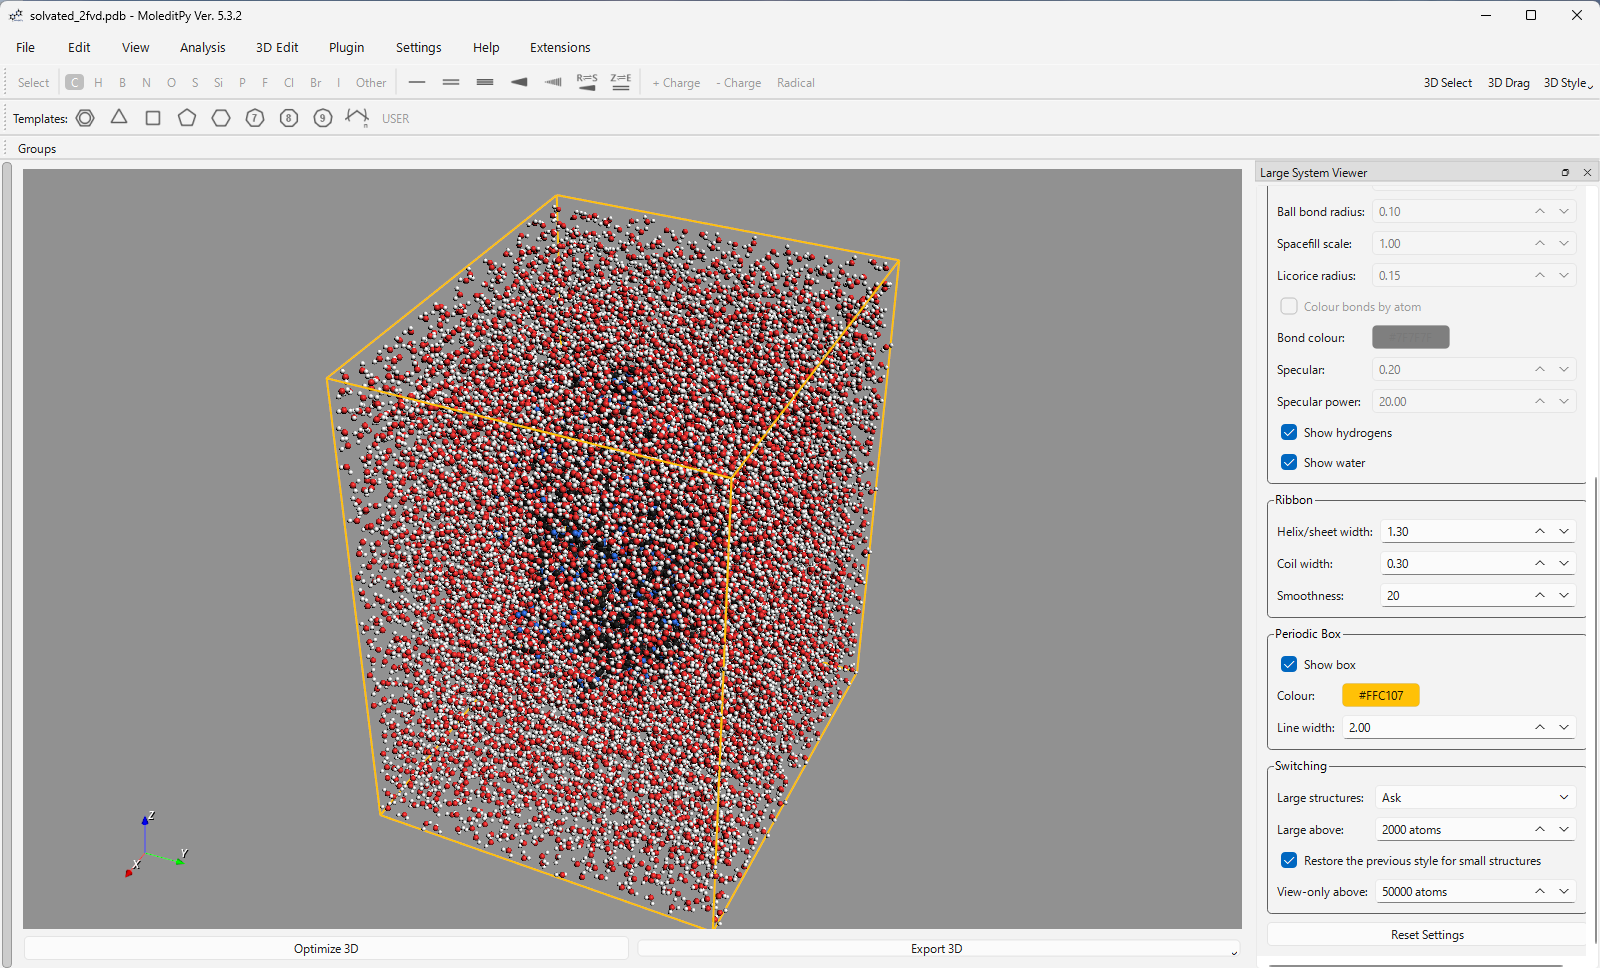 solvated_2fvd.pdb - MoleditPy Ver. 5.3.2
File Edit View Analysis 3D Edit Plugin Settings Help Extensions
Select C H B N O S Si P F Cl Br I Other R⇌S Z⇌E + Charge - Charge Radical 3D Select 3D Drag 3D Style
Templates: 7 8 9 n USER
Groups
Large System Viewer
Ball bond radius: 0.10
Spacefill scale: 1.00
Licorice radius: 0.15
Colour bonds by atom
Bond colour:
Specular: 0.20
Specular power: 20.00
Show hydrogens
Show water
Ribbon
Helix/sheet width: 1.30
Coil width: 0.30
Smoothness: 20
Periodic Box
Show box
Colour: #FFC107
Line width: 2.00
Switching
Large structures: Ask
Large above: 2000 atoms
Restore the previous style for small structures
View-only above: 50000 atoms
Reset Settings
Z
Y
X
Optimize 3D Export 3D